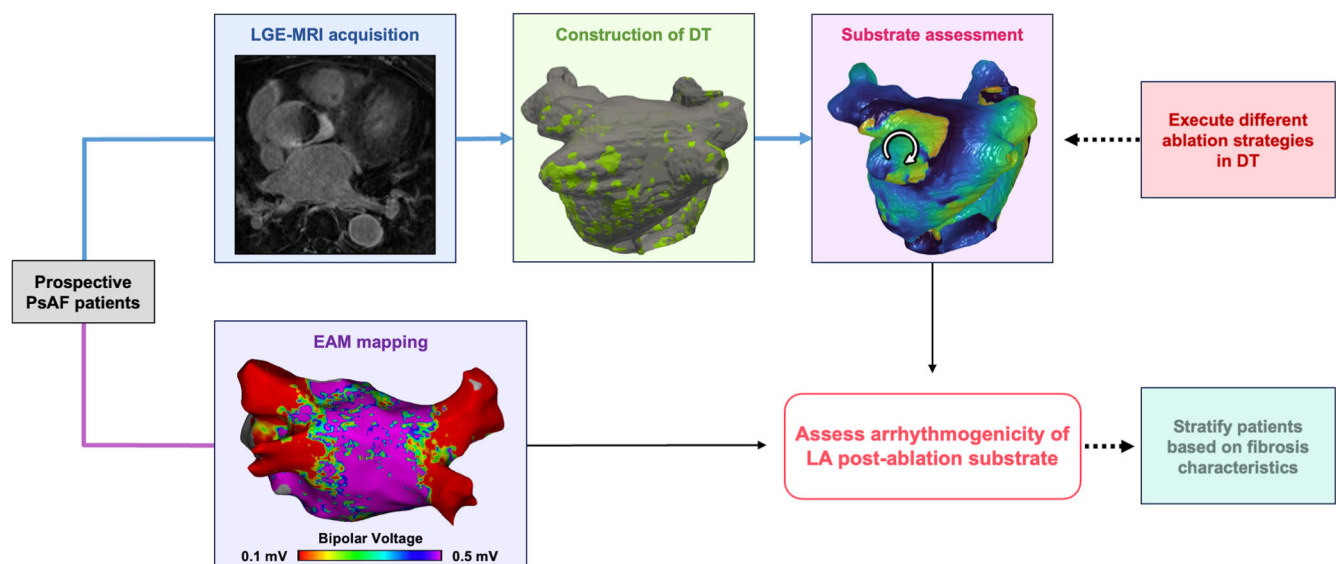 LGE-MRI acquisition
Construction of DT
Substrate assessment
Execute different
ablation strategies
in DT
Prospective
PsAF patients
EAM mapping
Bipolar Voltage
0.1 mV
0.5 mV
Assess arrhythmogenicity of
LA post-ablation substrate
Stratify patients
based on fibrosis
characteristics